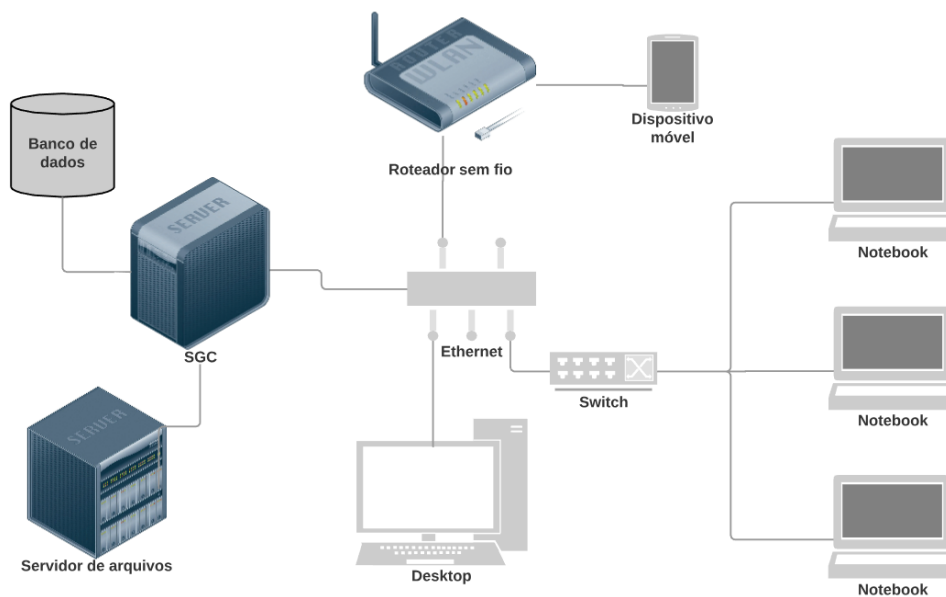 ROUTER
WLAN
Dispositivo
móvel
Banco de
dados
Roteador sem fio
SERVER
Notebook
Ethernet
SGC
Switch
Notebook
SERVER
Servidor de arquivos
Desktop
Notebook